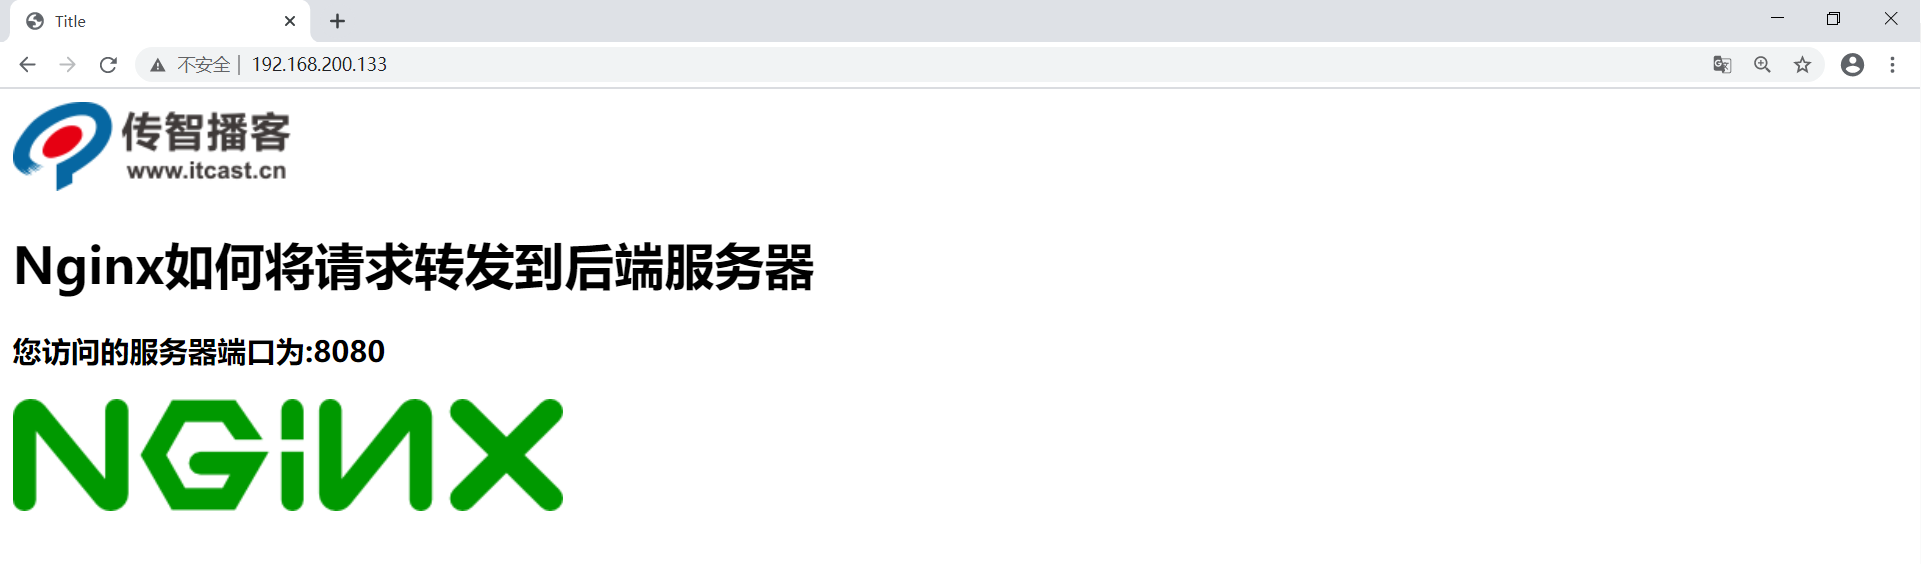 Title
不安全 | 192.168.200.133
传智播客
www.itcast.cn
Nginx如何将请求转发到后端服务器
您访问的服务器端口为:8080
NGiNX